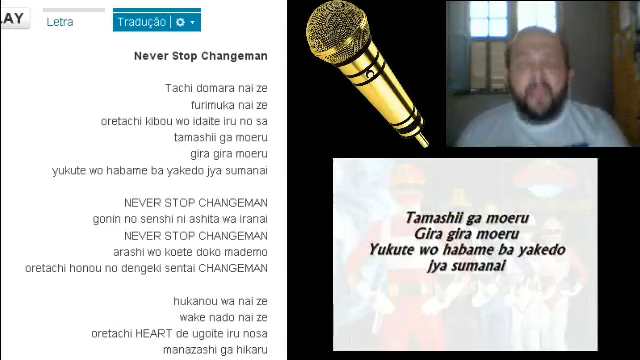 LAY
Letra
Tradução
Never Stop Changeman
Tachi domara nai ze
furimuka nai ze
oretachi kibou wo idaite iru no sa
tamashii ga moeru
gira gira moeru
yukute wo habame ba yakedo jya sumanai
NEVER STOP CHANGEMAN
gonin no senshi ni ashita wa iranai
NEVER STOP CHANGEMAN
arashi wo koete doko mademo
oretachi honou no dengeki sentai CHANGEMAN
hukanou wa nai ze
wake nado nai ze
oretachi HEART de ugoite iru nosa
manazashi ga hikaru
Tamashii ga moeru
Gira gira moeru
Yukute wo habame ba yakedo
jya sumanai